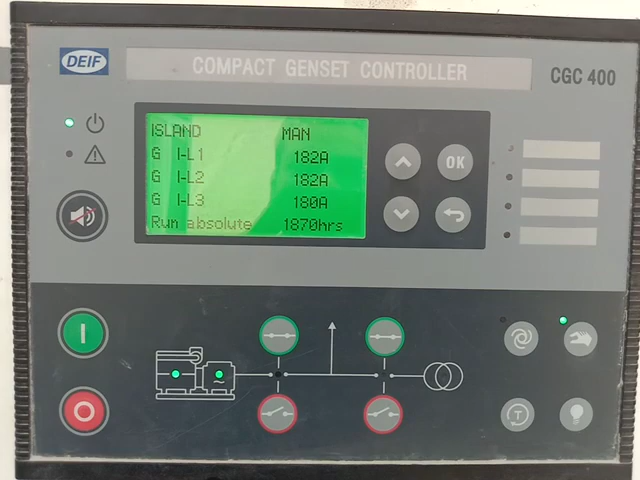 DEIF
COMPACT GENSET CONTROLLER
CGC 400
ISLAND MAN
G I-L1 182A
G I-L2 182A
G I-L3 180A
Run absolute 1870hrs
OK
I
O
T